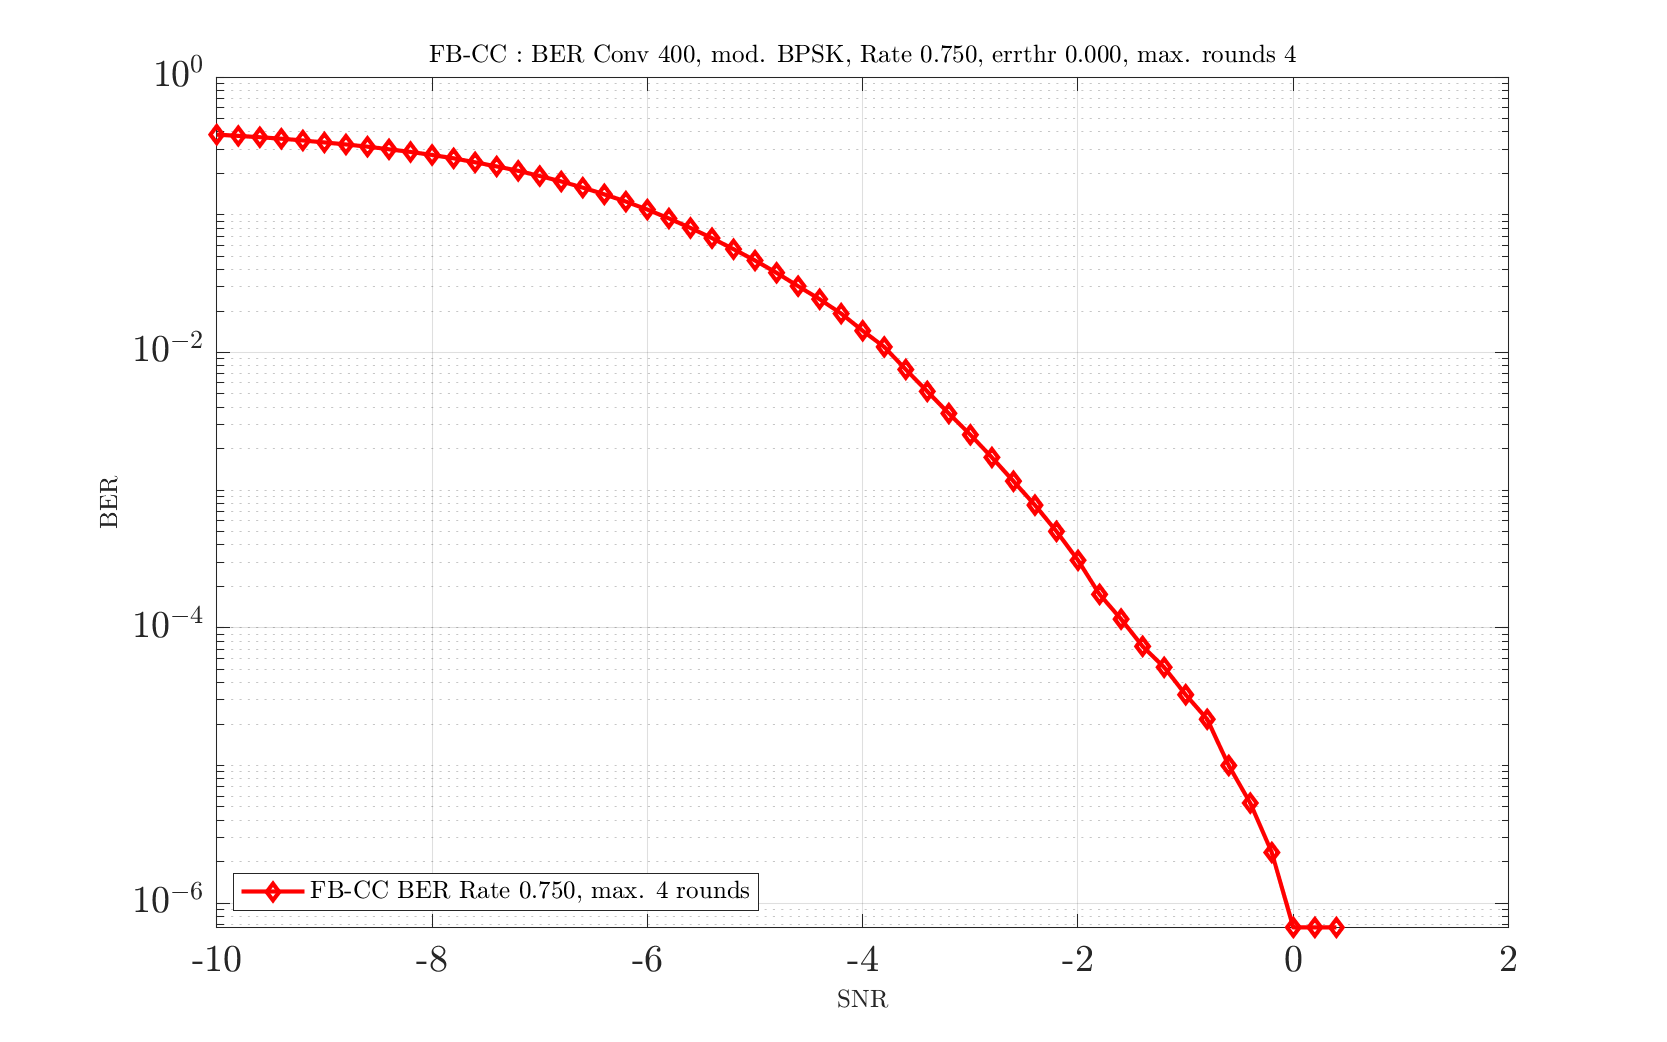 FB-CC : BER Conv 400, mod. BPSK, Rate 0.750, errthr 0.000, max. rounds 4
10^0
10^-2
10^-4
10^-6
BER
FB-CC BER Rate 0.750, max. 4 rounds
-10 -8 -6 -4 -2 0 2
SNR